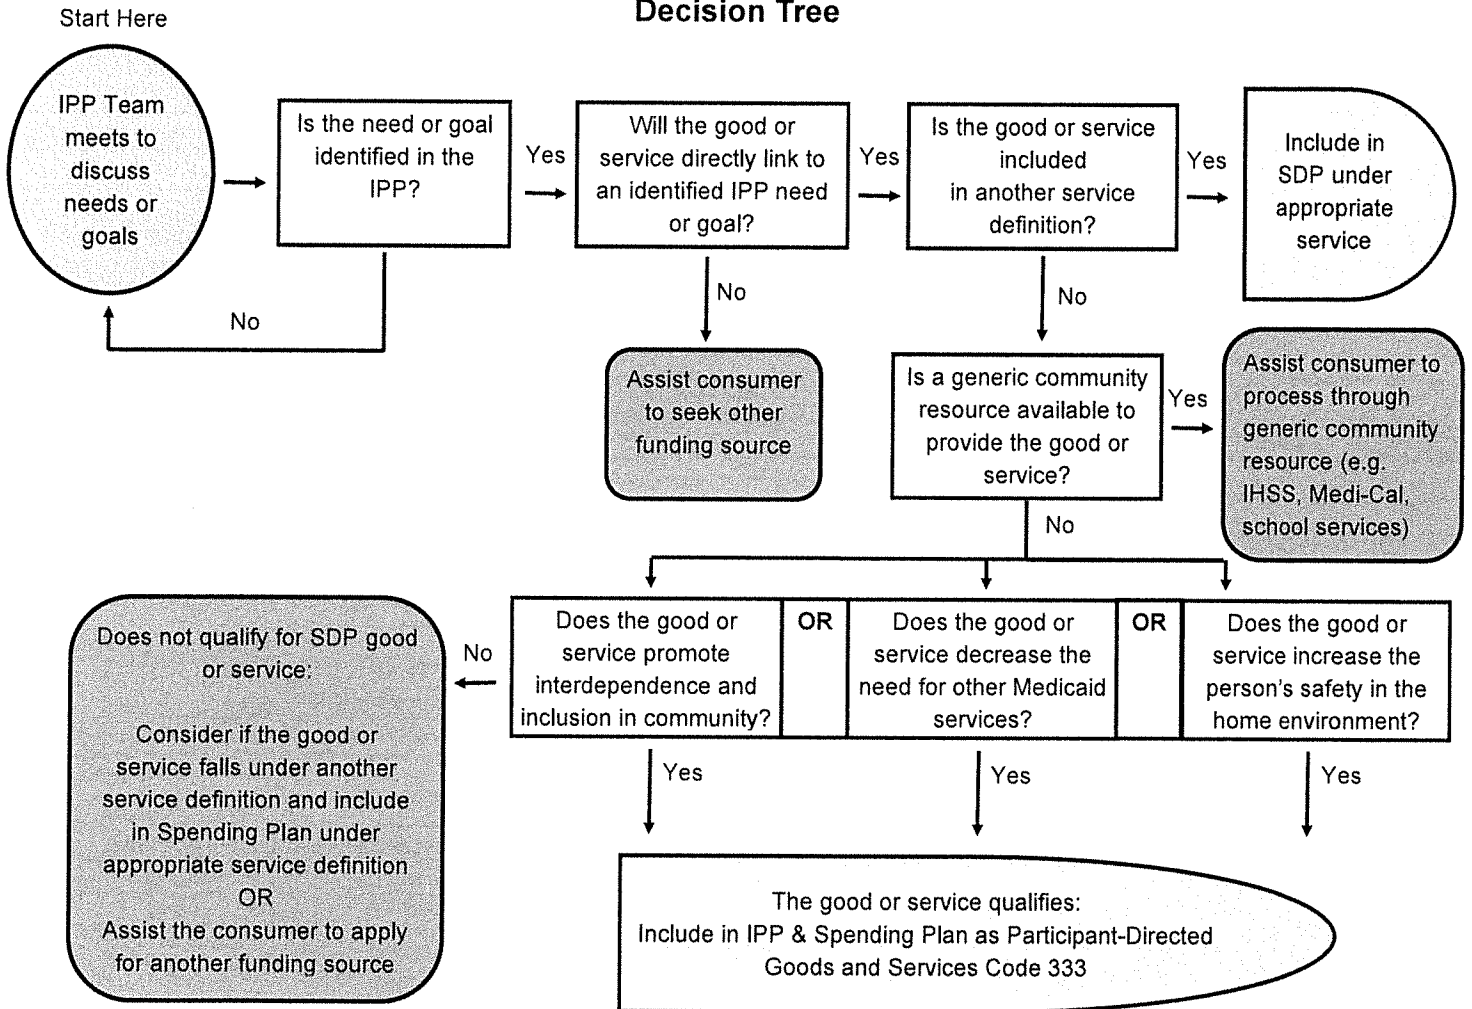 Decision Tree
Start Here
IPP Team
meets to
discuss
needs or
goals
Is the need or goal
identified in the
IPP?
Yes
No
Will the good or
service directly link to
an identified IPP need
or goal?
Yes
No
Is the good or service
included
in another service
definition?
Yes
No
Include in
SDP under
appropriate
service
Assist consumer
to seek other
funding source
Is a generic community
resource available to
provide the good or
service?
Yes
No
Assist consumer to
process through
generic community
resource (e.g.
IHSS, Medi-Cal,
school services)
Does the good or
service promote
interdependence and
inclusion in community?
OR
Does the good or
service decrease the
need for other Medicaid
services?
OR
Does the good or
service increase the
person's safety in the
home environment?
No
Does not qualify for SDP good
or service:
Consider if the good or
service falls under another
service definition and include
in Spending Plan under
appropriate service definition
OR
Assist the consumer to apply
for another funding source
Yes
Yes
Yes
The good or service qualifies:
Include in IPP & Spending Plan as Participant-Directed
Goods and Services Code 333